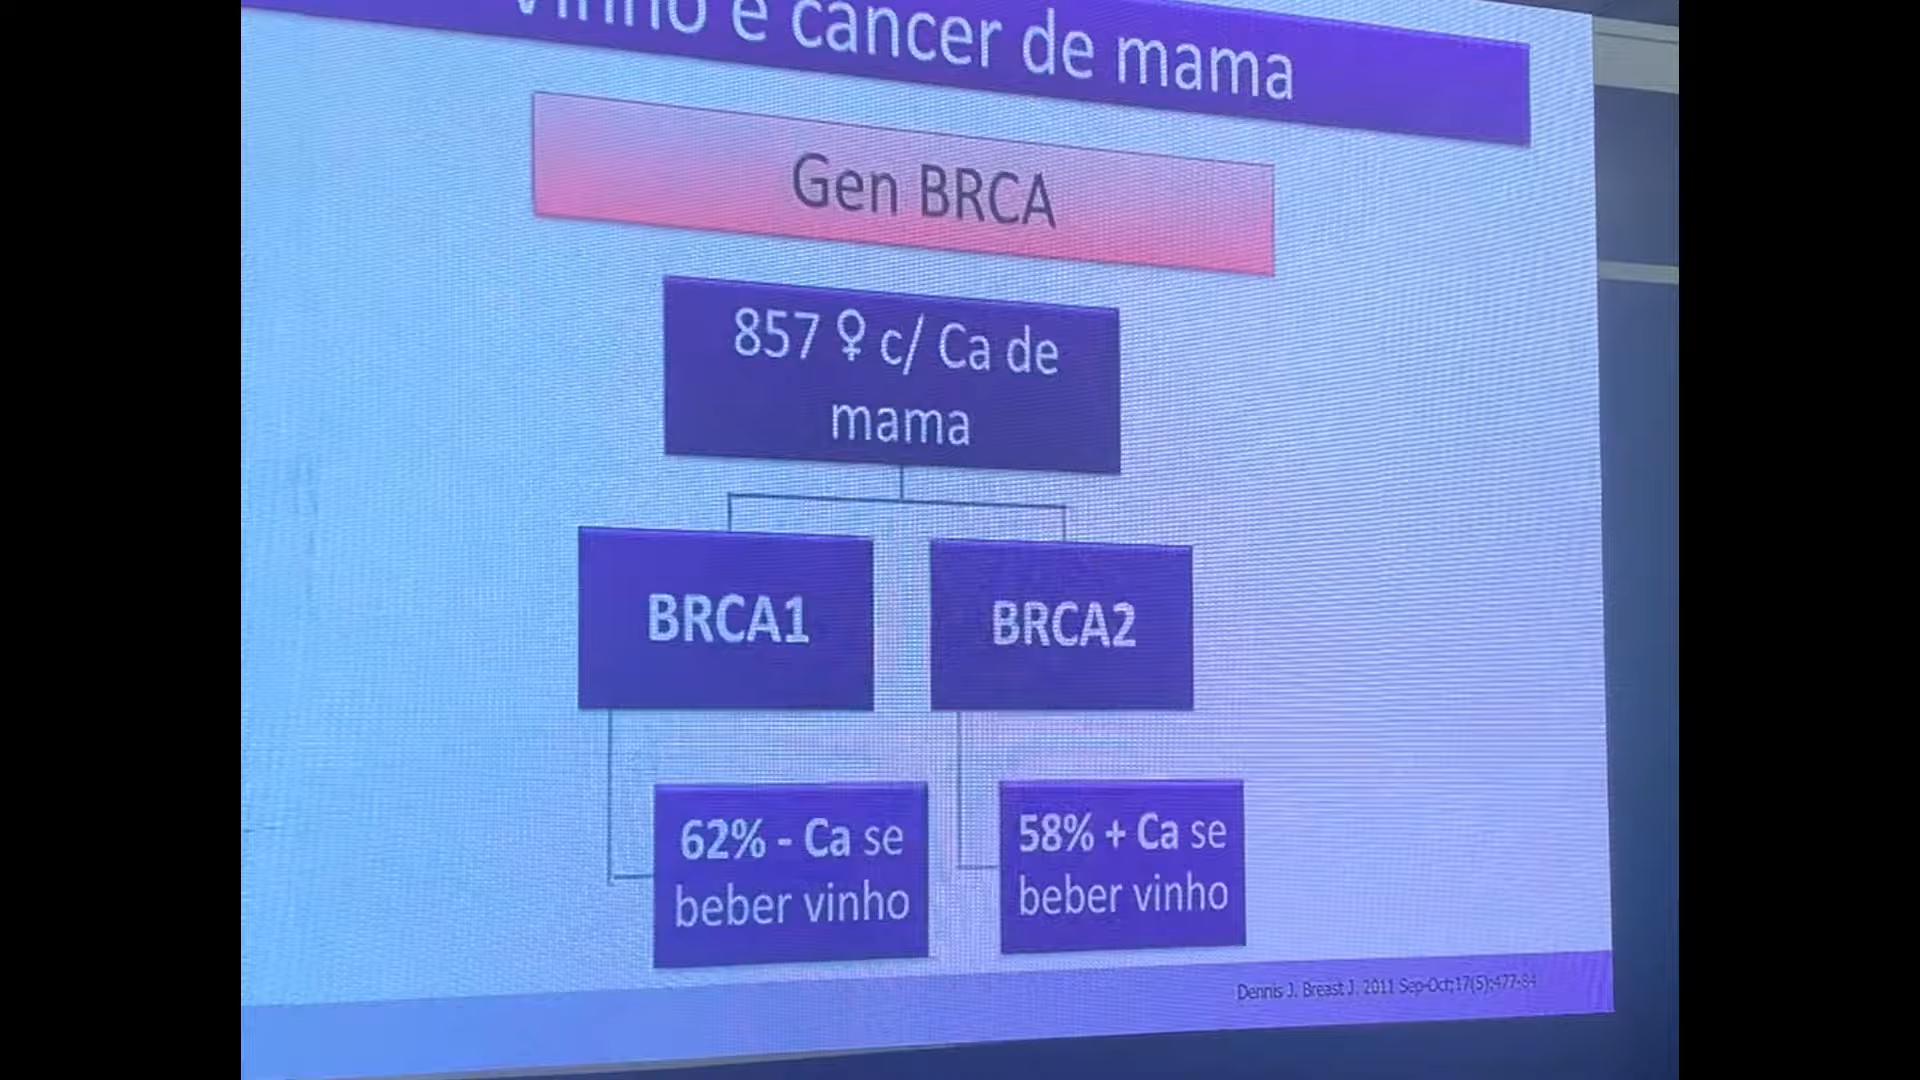 vinho e câncer de mama
Gen BRCA
857 ♀ c/ Ca de
mama
BRCA1
BRCA2
62% - Ca se
beber vinho
58% + Ca se
beber vinho
Dennis J. Breast J. 2011 Sep-Oct;17(5):477-84